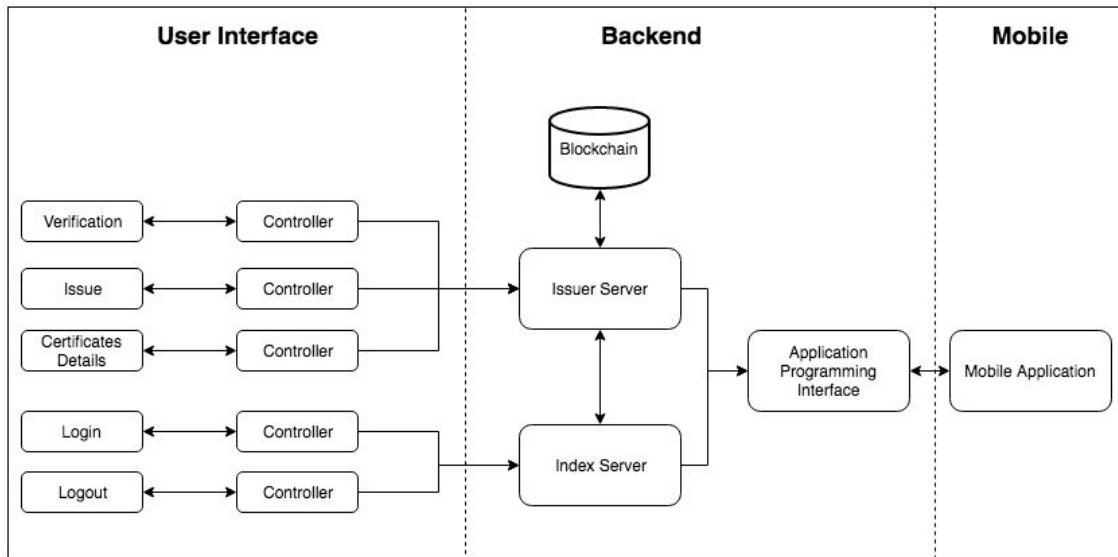 User Interface
Backend
Mobile
Blockchain
Verification
Controller
Issue
Controller
Issuer Server
Certificates
Details
Controller
Application
Programming
Interface
Mobile Application
Login
Controller
Index Server
Logout
Controller